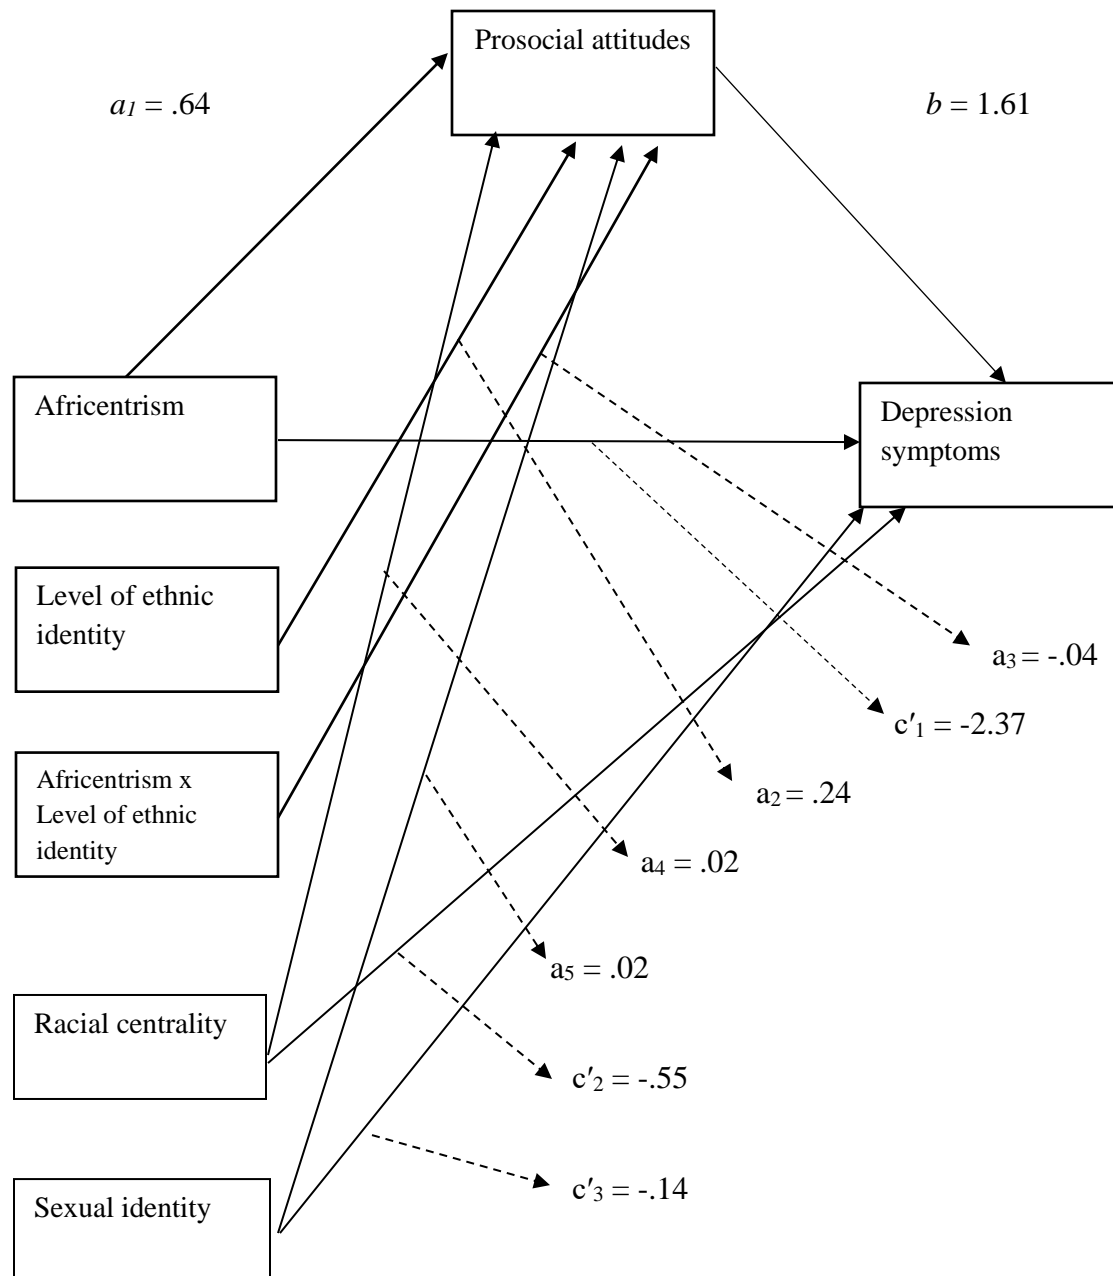 Prosocial attitudes
a₁ = .64
b = 1.61
Africentrism
Depression
symptoms
Level of ethnic
identity
a₃ = -.04
c′₁ = -2.37
Africentrism x
Level of ethnic
identity
a₂ = .24
a₄ = .02
a₅ = .02
Racial centrality
c′₂ = -.55
c′₃ = -.14
Sexual identity